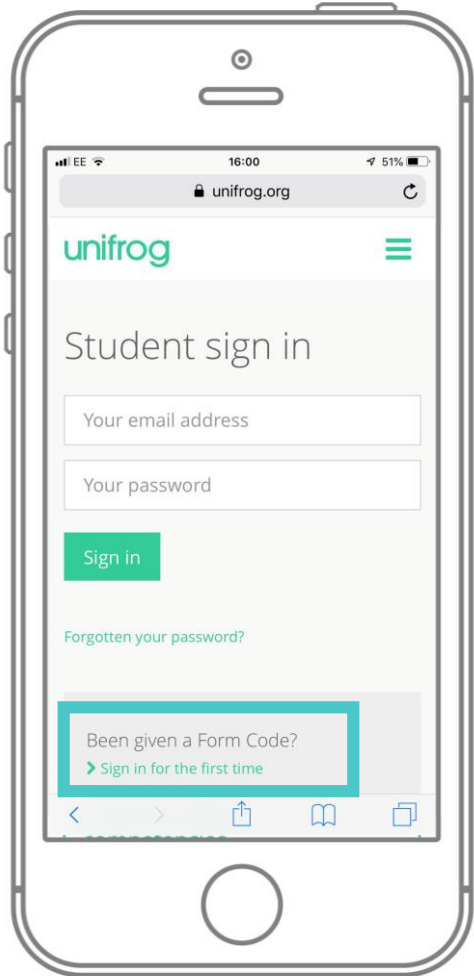 EE 16:00 51%
unifrog.org
unifrog
Student sign in
Your email address
Your password
Sign in
Forgotten your password?
Been given a Form Code?
Sign in for the first time